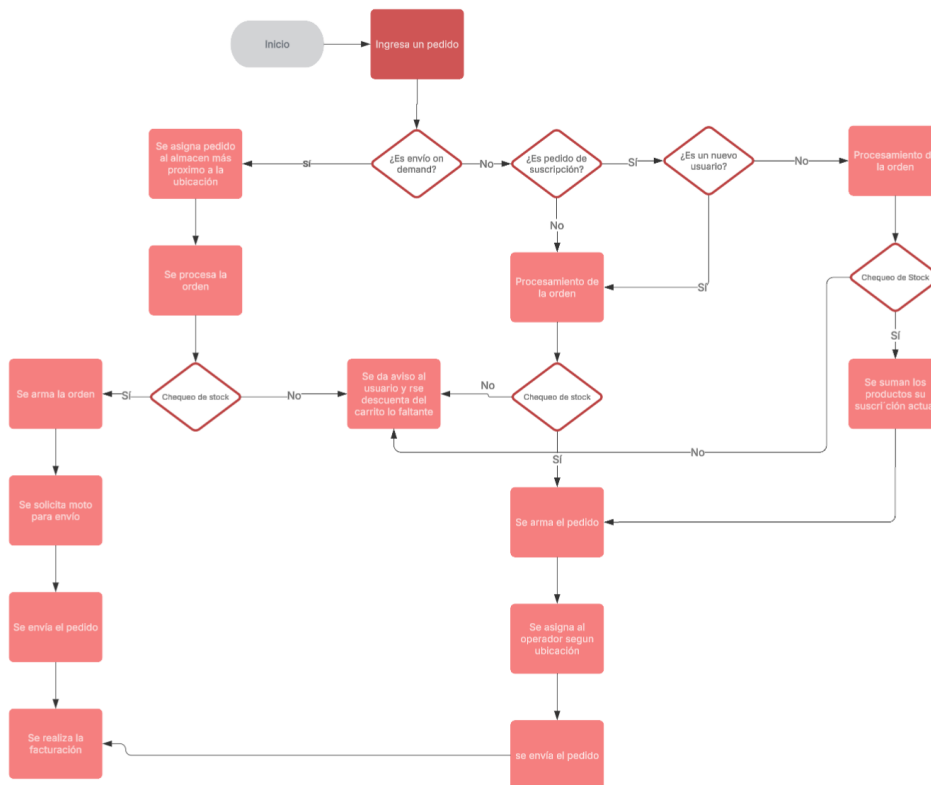 Inicio
Ingresa un pedido
Se asigna pedido
al almacen más
proximo a la
ubicación
sí
¿Es envío on
demand?
No
¿Es pedido de
suscripción?
Sí
¿Es un nuevo
usuario?
No
Procesamiento de
la orden
No
Se procesa la
orden
Procesamiento de
la orden
Sí
Chequeo de Stock
Sí
Se arma la orden
Sí
Chequeo de stock
No
Se da aviso al
usuario y rse
descuenta del
carrito lo faltante
No
Chequeo de stock
Se suman los
productos su
suscri ción actua
No
Sí
Se solicita moto
para envío
Se arma el pedido
Se envía el pedido
Se asigna al
operador segun
ubicación
Se realiza la
facturación
se envía el pedido